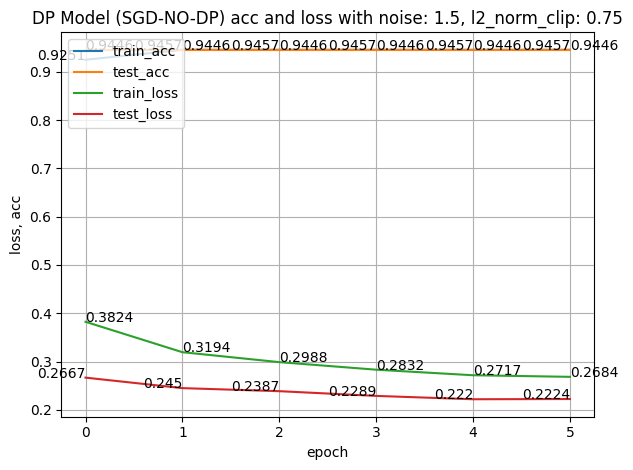 DP Model (SGD-NO-DP) acc and loss with noise: 1.5, l2_norm_clip: 0.75
0.9446 0.9457 0.9446 0.9457 0.9446 0.9457 0.9446 0.9457 0.9446 0.9457 0.9446
0.9251
train_acc
test_acc
train_loss
test_loss
0.9
0.8
0.7
0.6
0.5
0.4
0.3
0.2
loss, acc
0.3824
0.3194
0.2988
0.2832
0.2717
0.2684
0.2667
0.245
0.2387
0.2289
0.222
0.2224
0 1 2 3 4 5
epoch